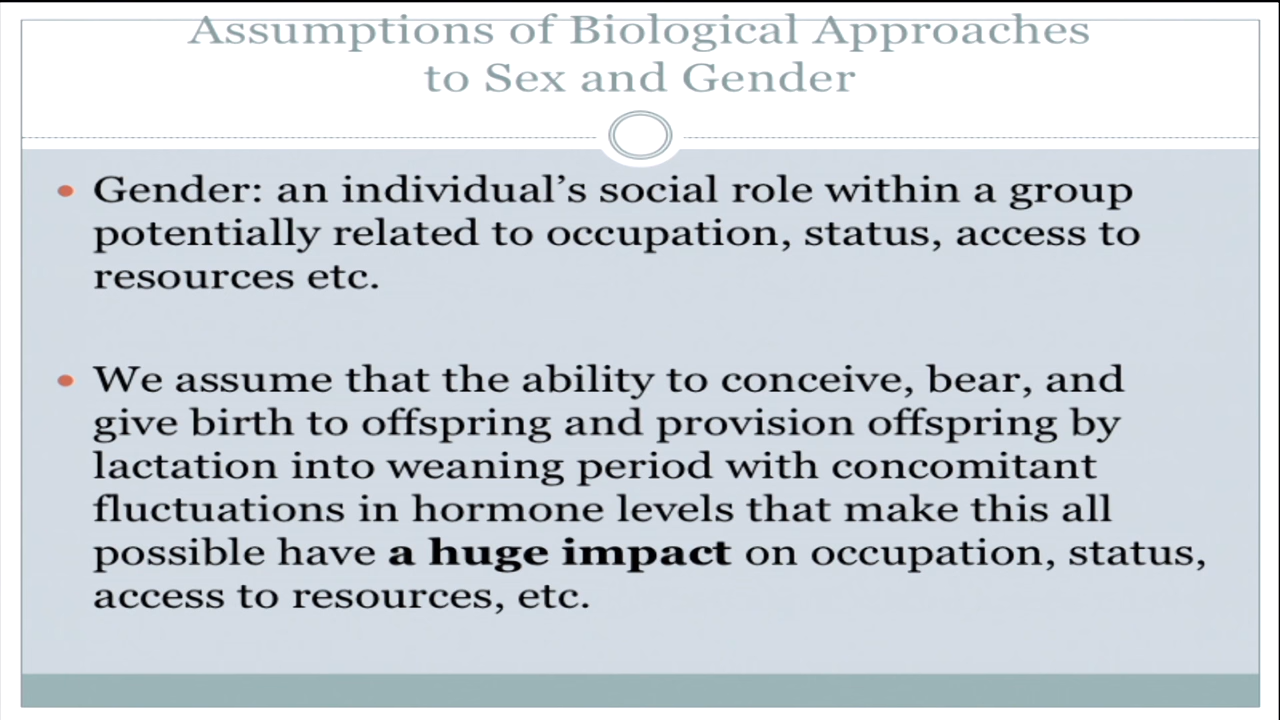 Assumptions of Biological Approaches
to Sex and Gender
• Gender: an individual’s social role within a group
potentially related to occupation, status, access to
resources etc.
• We assume that the ability to conceive, bear, and
give birth to offspring and provision offspring by
lactation into weaning period with concomitant
fluctuations in hormone levels that make this all
possible have a huge impact on occupation, status,
access to resources, etc.